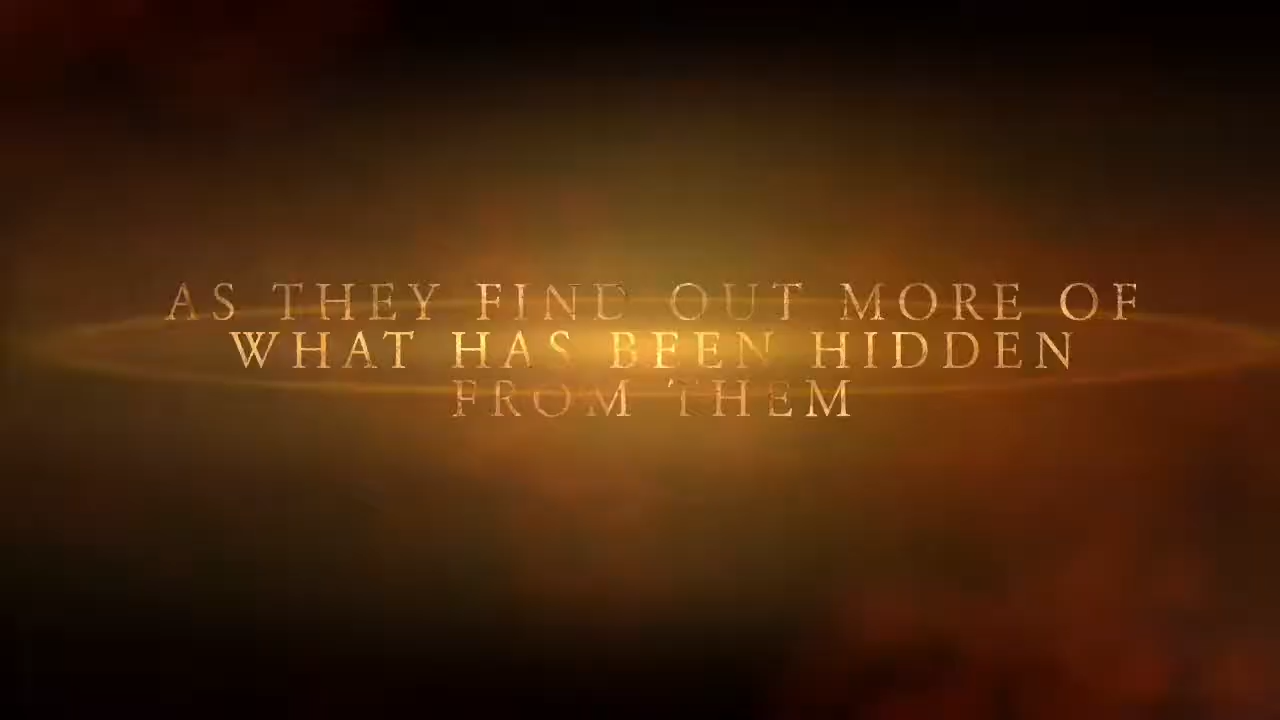 AS THEY FIND OUT MORE OF
WHAT HAS BEEN HIDDEN
FROM THEM